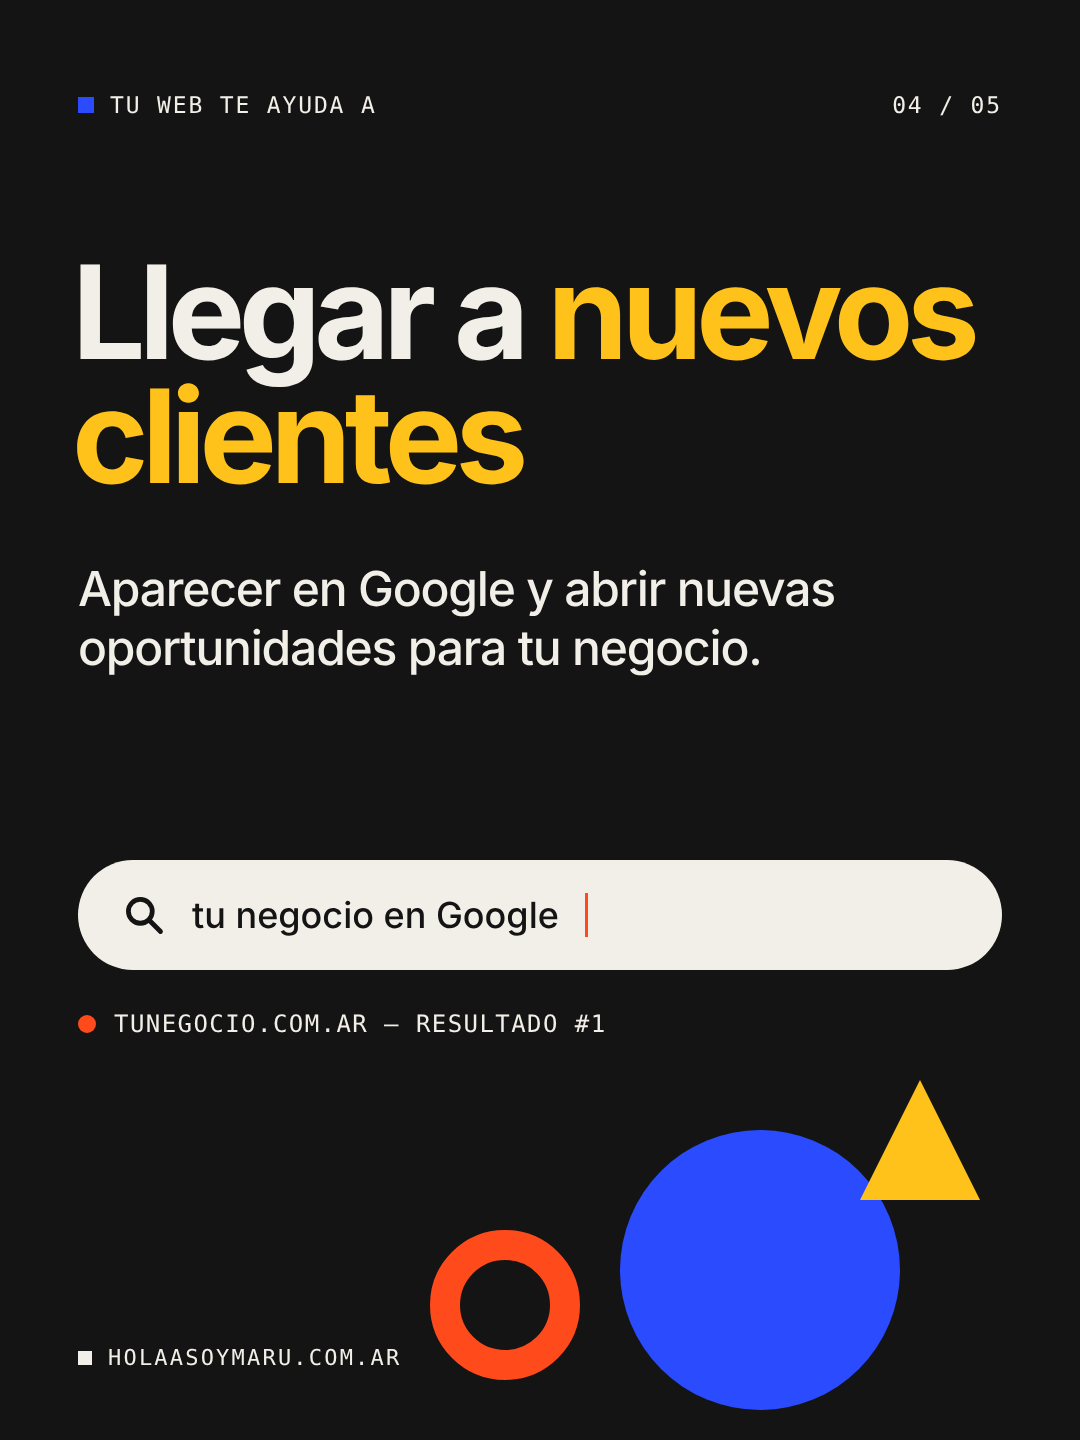 TU WEB TE AYUDA A
04 / 05
Llegar a nuevos
clientes
Aparecer en Google y abrir nuevas
oportunidades para tu negocio.
tu negocio en Google
TUNEGOCIO.COM.AR — RESULTADO #1
HOLAASOYMARU.COM.AR